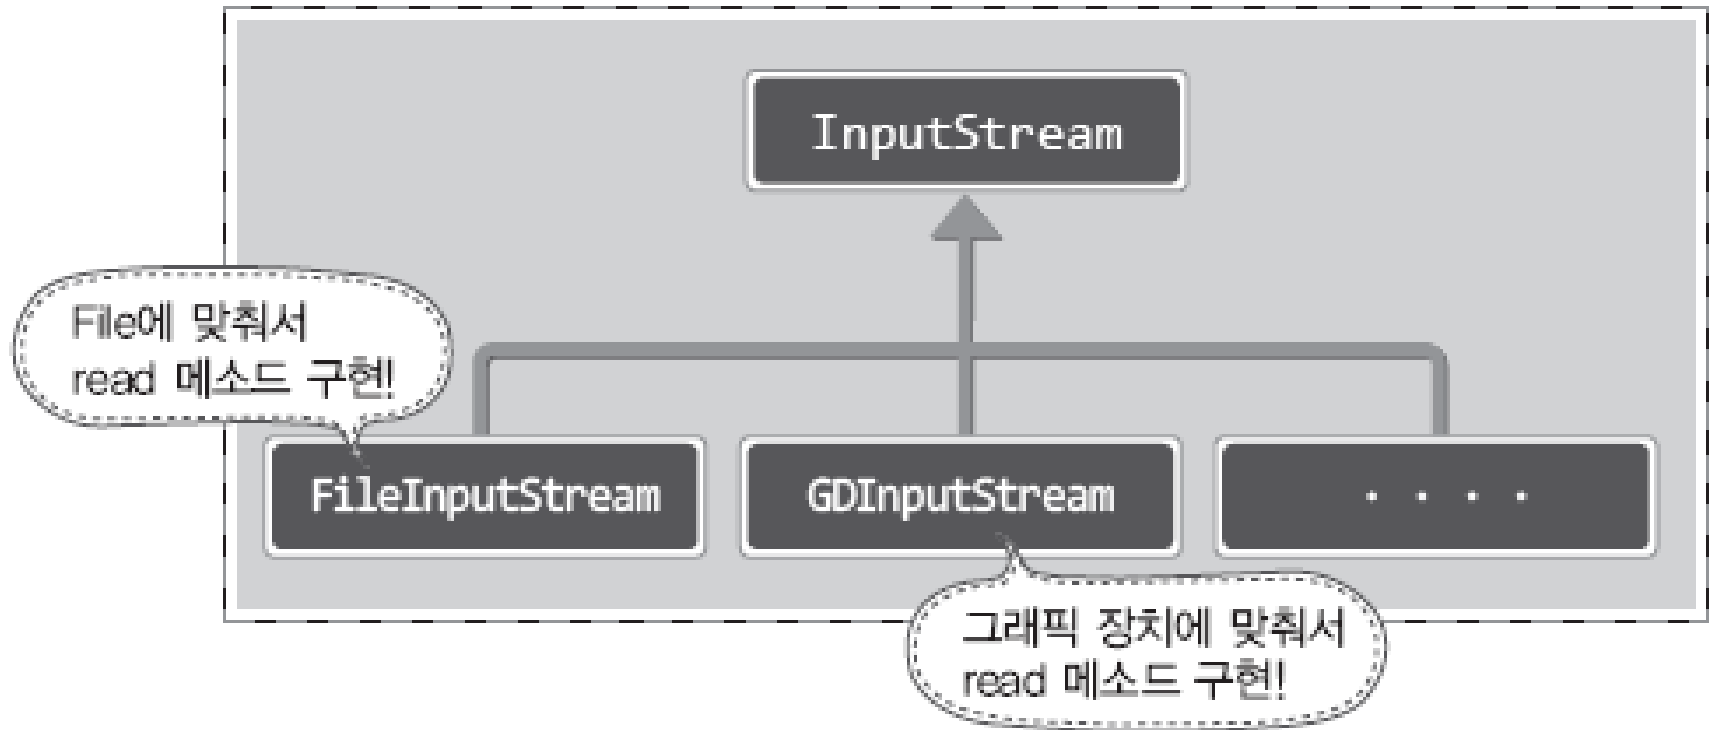 InputStream
File에 맞춰서
read 메소드 구현!
FileInputStream
GDInputStream
· · · ·
그래픽 장치에 맞춰서
read 메소드 구현!